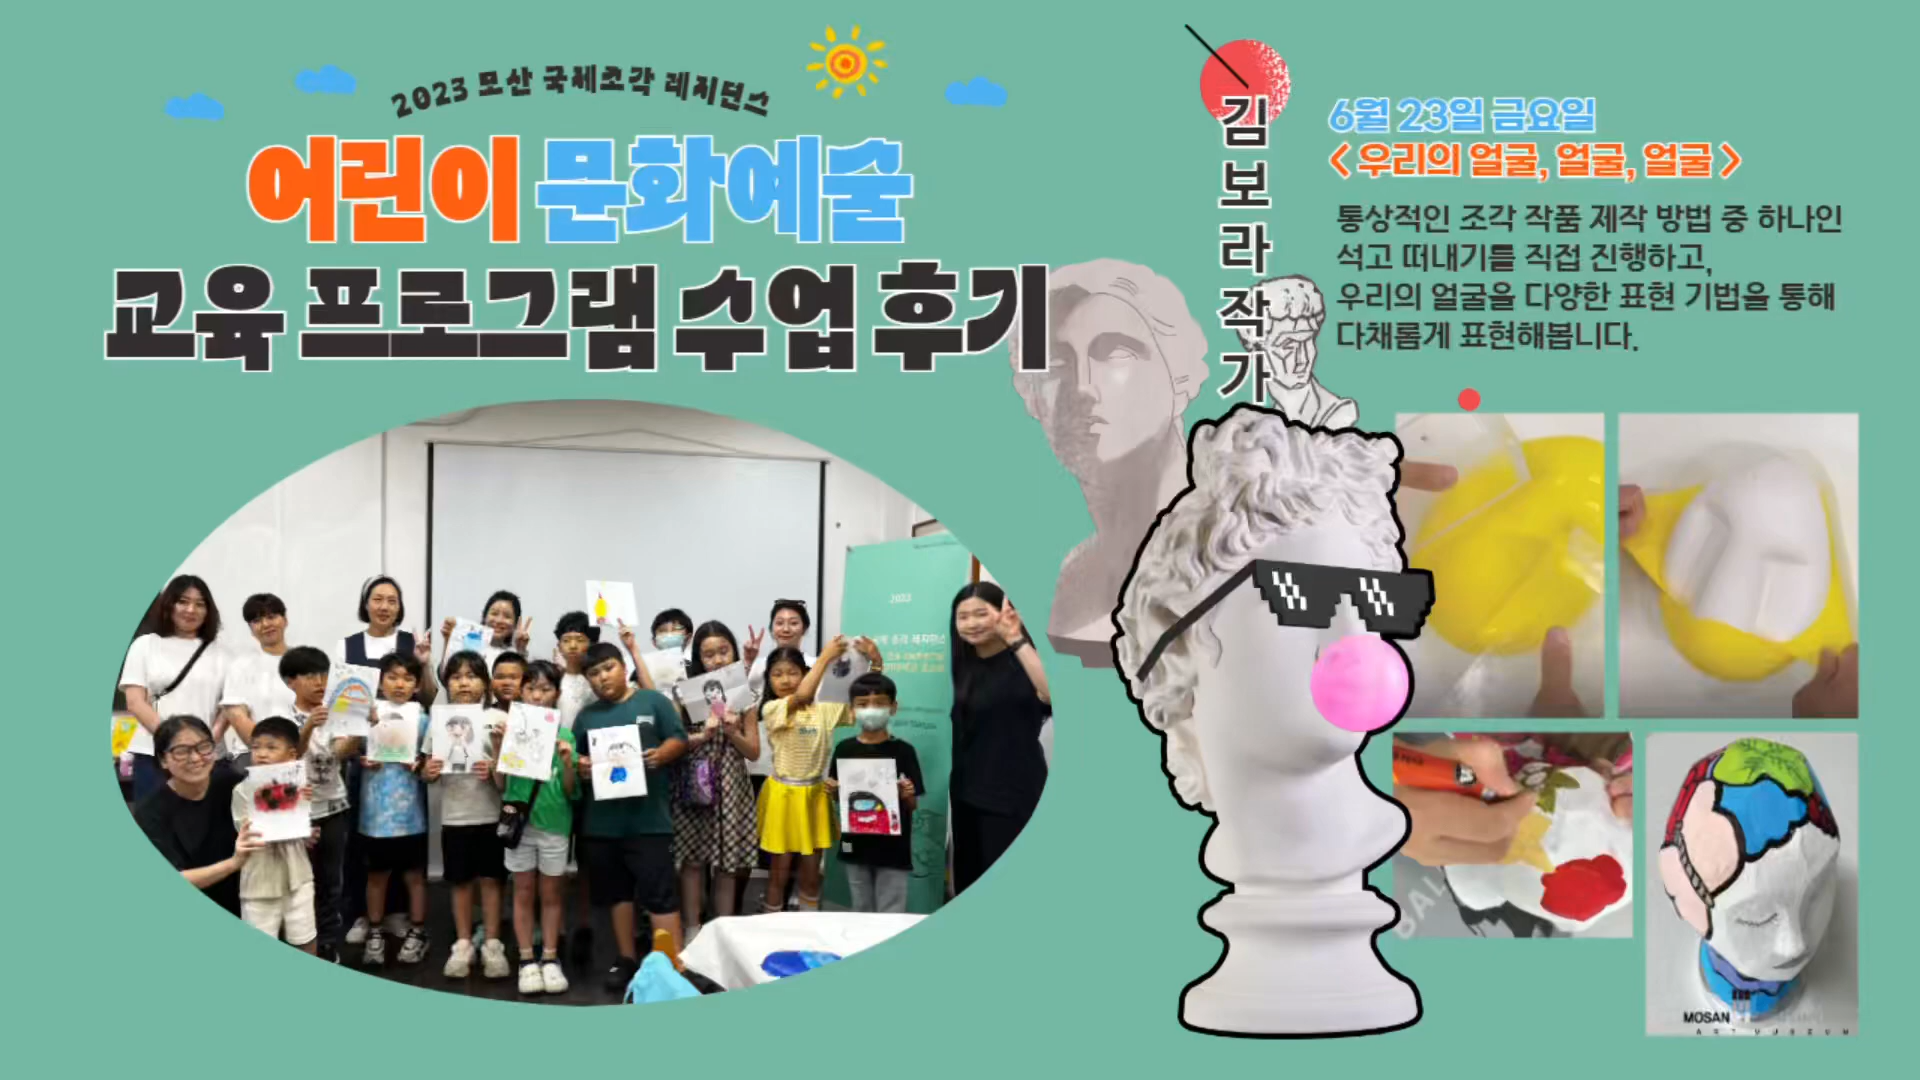 2023 모산 국제조각 레지던스
어린이 문화예술
교육 프로그램 수업 후기
김보라작가
6월 23일 금요일
< 우리의 얼굴, 얼굴, 얼굴 >
통상적인 조각 작품 제작 방법 중 하나인
석고 떠내기를 직접 진행하고,
우리의 얼굴을 다양한 표현 기법을 통해
다채롭게 표현해봅니다.
2023
MOSAN
ART MUSEUM